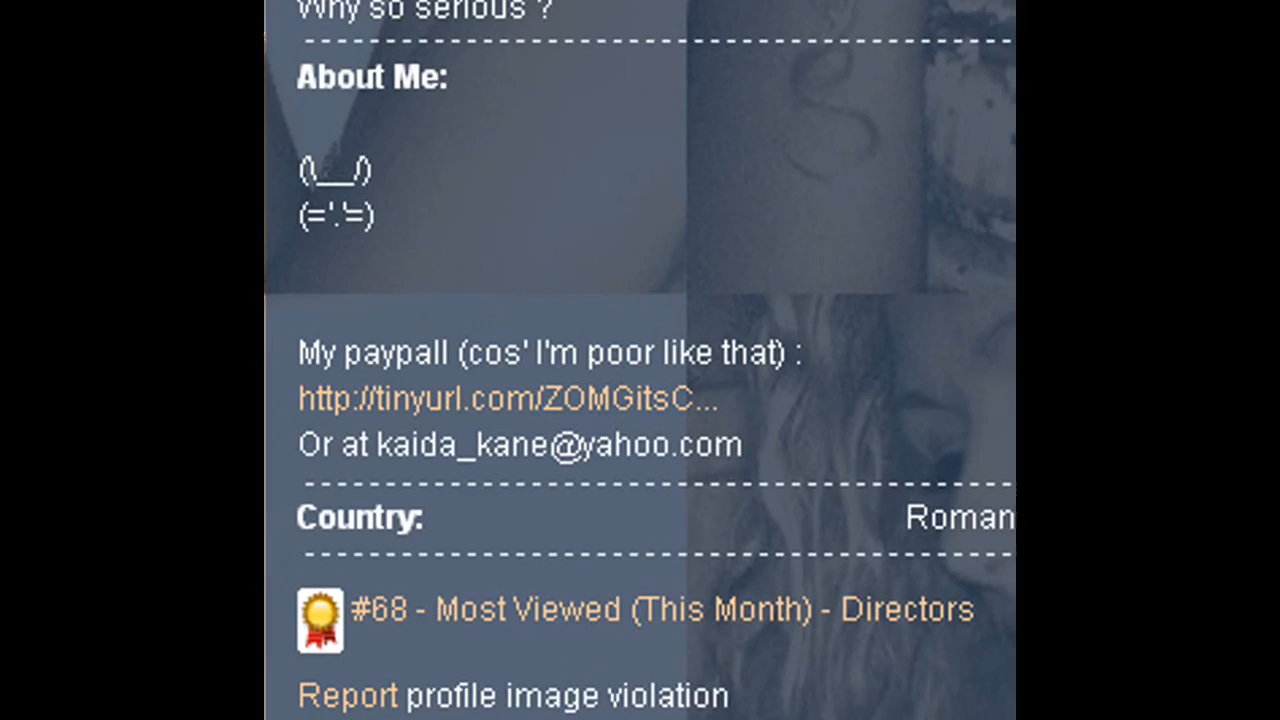 Why so serious ?
About Me:
(\__/)
(='.'=)
My paypall (cos' I'm poor like that) :
http://tinyurl.com/ZOMGitsC...
Or at kaida_kane@yahoo.com
Country:
Roman
#68 - Most Viewed (This Month) - Directors
Report profile image violation